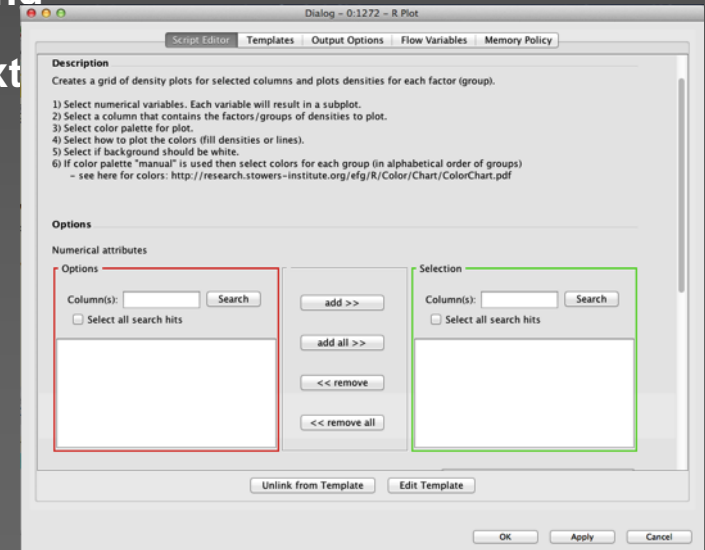 Dialog - 0:1272 - R Plot
Script Editor Templates Output Options Flow Variables Memory Policy
Description
Creates a grid of density plots for selected columns and plots densities for each factor (group).
1) Select numerical variables. Each variable will result in a subplot.
2) Select a column that contains the factors/groups of densities to plot.
3) Select color palette for plot.
4) Select how to plot the colors (fill densities or lines).
5) Select if background should be white.
6) If color palette "manual" is used then select colors for each group (in alphabetical order of groups)
- see here for colors: http://research.stowers-institute.org/efg/R/Color/Chart/ColorChart.pdf
Options
Numerical attributes
Options
Column(s): Search
Select all search hits
add >>
add all >>
<< remove
<< remove all
Selection
Column(s): Search
Select all search hits
Unlink from Template Edit Template
OK Apply Cancel